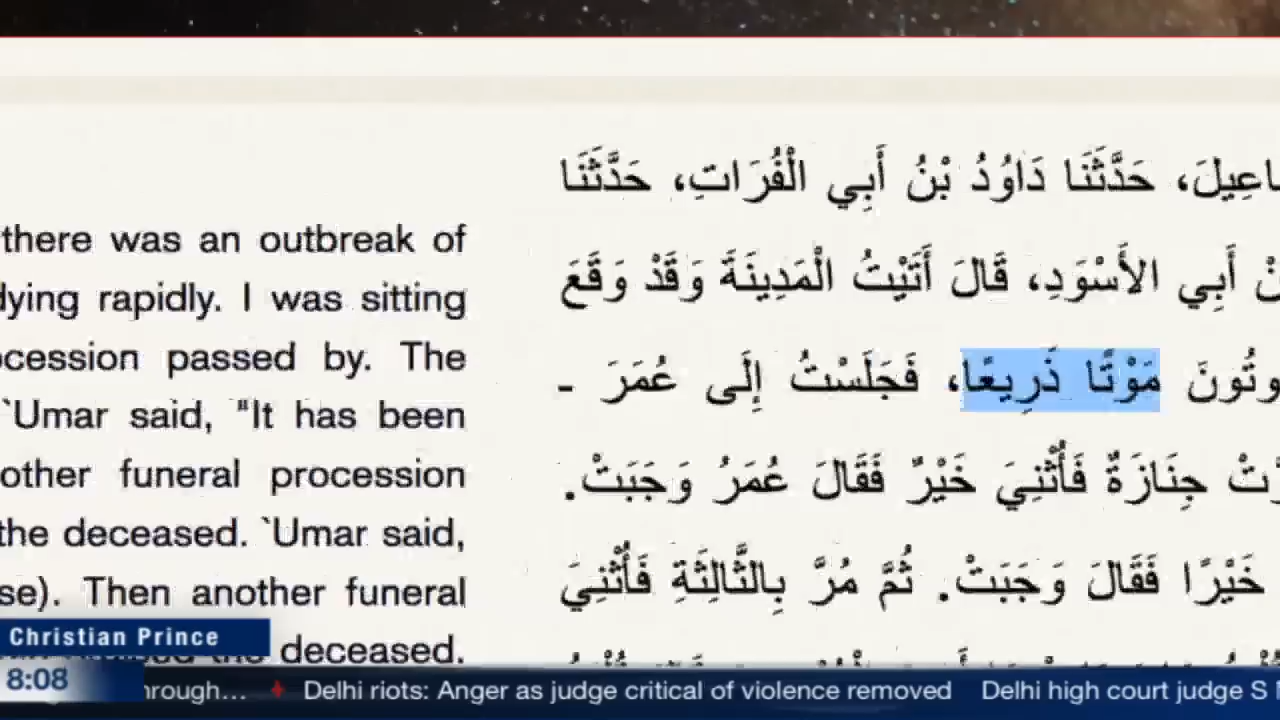 there was an outbreak of
dying rapidly. I was sitting
ocession passed by. The
`Umar said, "It has been
other funeral procession
the deceased. `Umar said,
se). Then another funeral
the deceased.
اعِيلَ، حَدَّثَنَا دَاوُدُ بْنُ أَبِي الْفُرَاتِ، حَدَّثَنَا
نْ أَبِي الأَسْوَدِ، قَالَ أَتَيْتُ الْمَدِينَةَ وَقَدْ وَقَعَ
وتُونَ مَوْتًا ذَرِيعًا، فَجَلَسْتُ إِلَى عُمَرَ ـ
رَّتْ جِنَازَةٌ فَأُثْنِيَ خَيْرٌ فَقَالَ عُمَرُ وَجَبَتْ.
خَيْرًا فَقَالَ وَجَبَتْ. ثُمَّ مُرَّ بِالثَّالِثَةِ فَأُثْنِيَ
Christian Prince
8:08
hrough... Delhi riots: Anger as judge critical of violence removed Delhi high court judge S